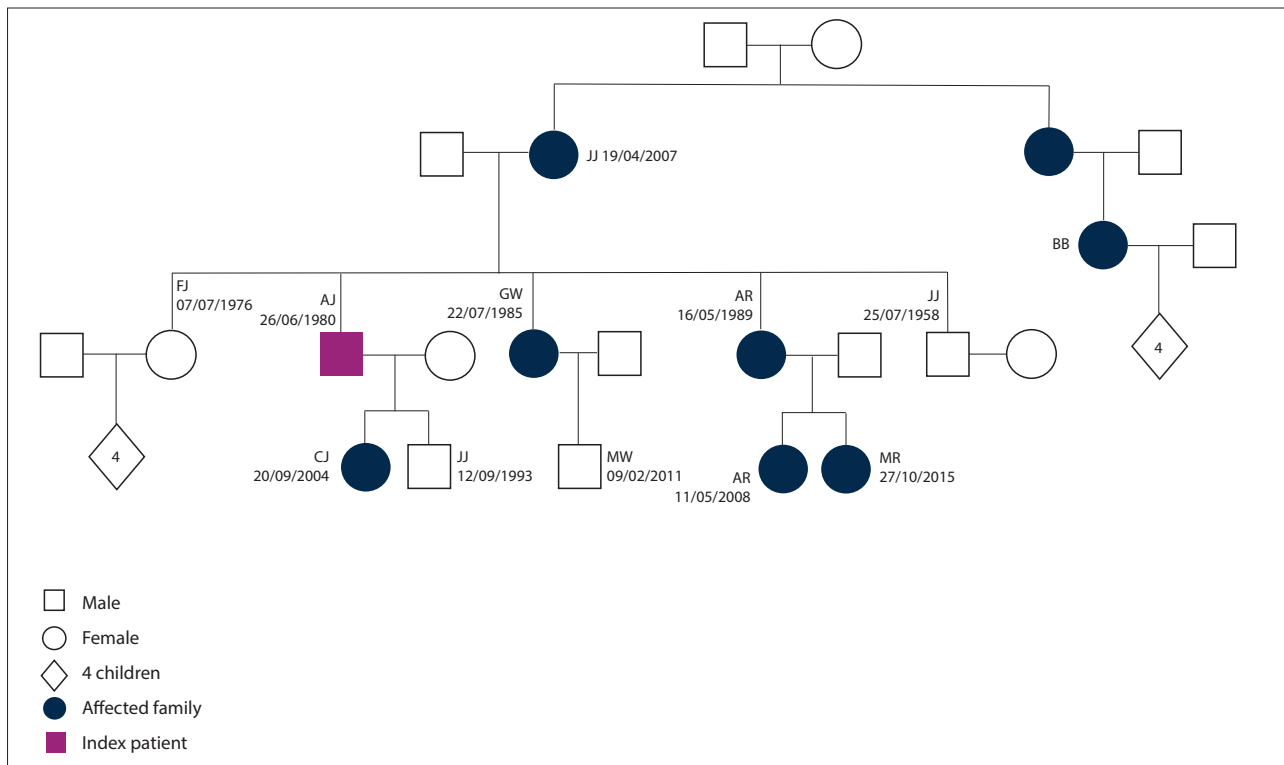 JJ 19/04/2007
BB
FJ
07/07/1976
AJ
26/06/1980
GW
22/07/1985
AR
16/05/1989
JJ
25/07/1958
4
4
CJ
20/09/2004
JJ
12/09/1993
MW
09/02/2011
AR
11/05/2008
MR
27/10/2015
Male
Female
4 children
Affected family
Index patient